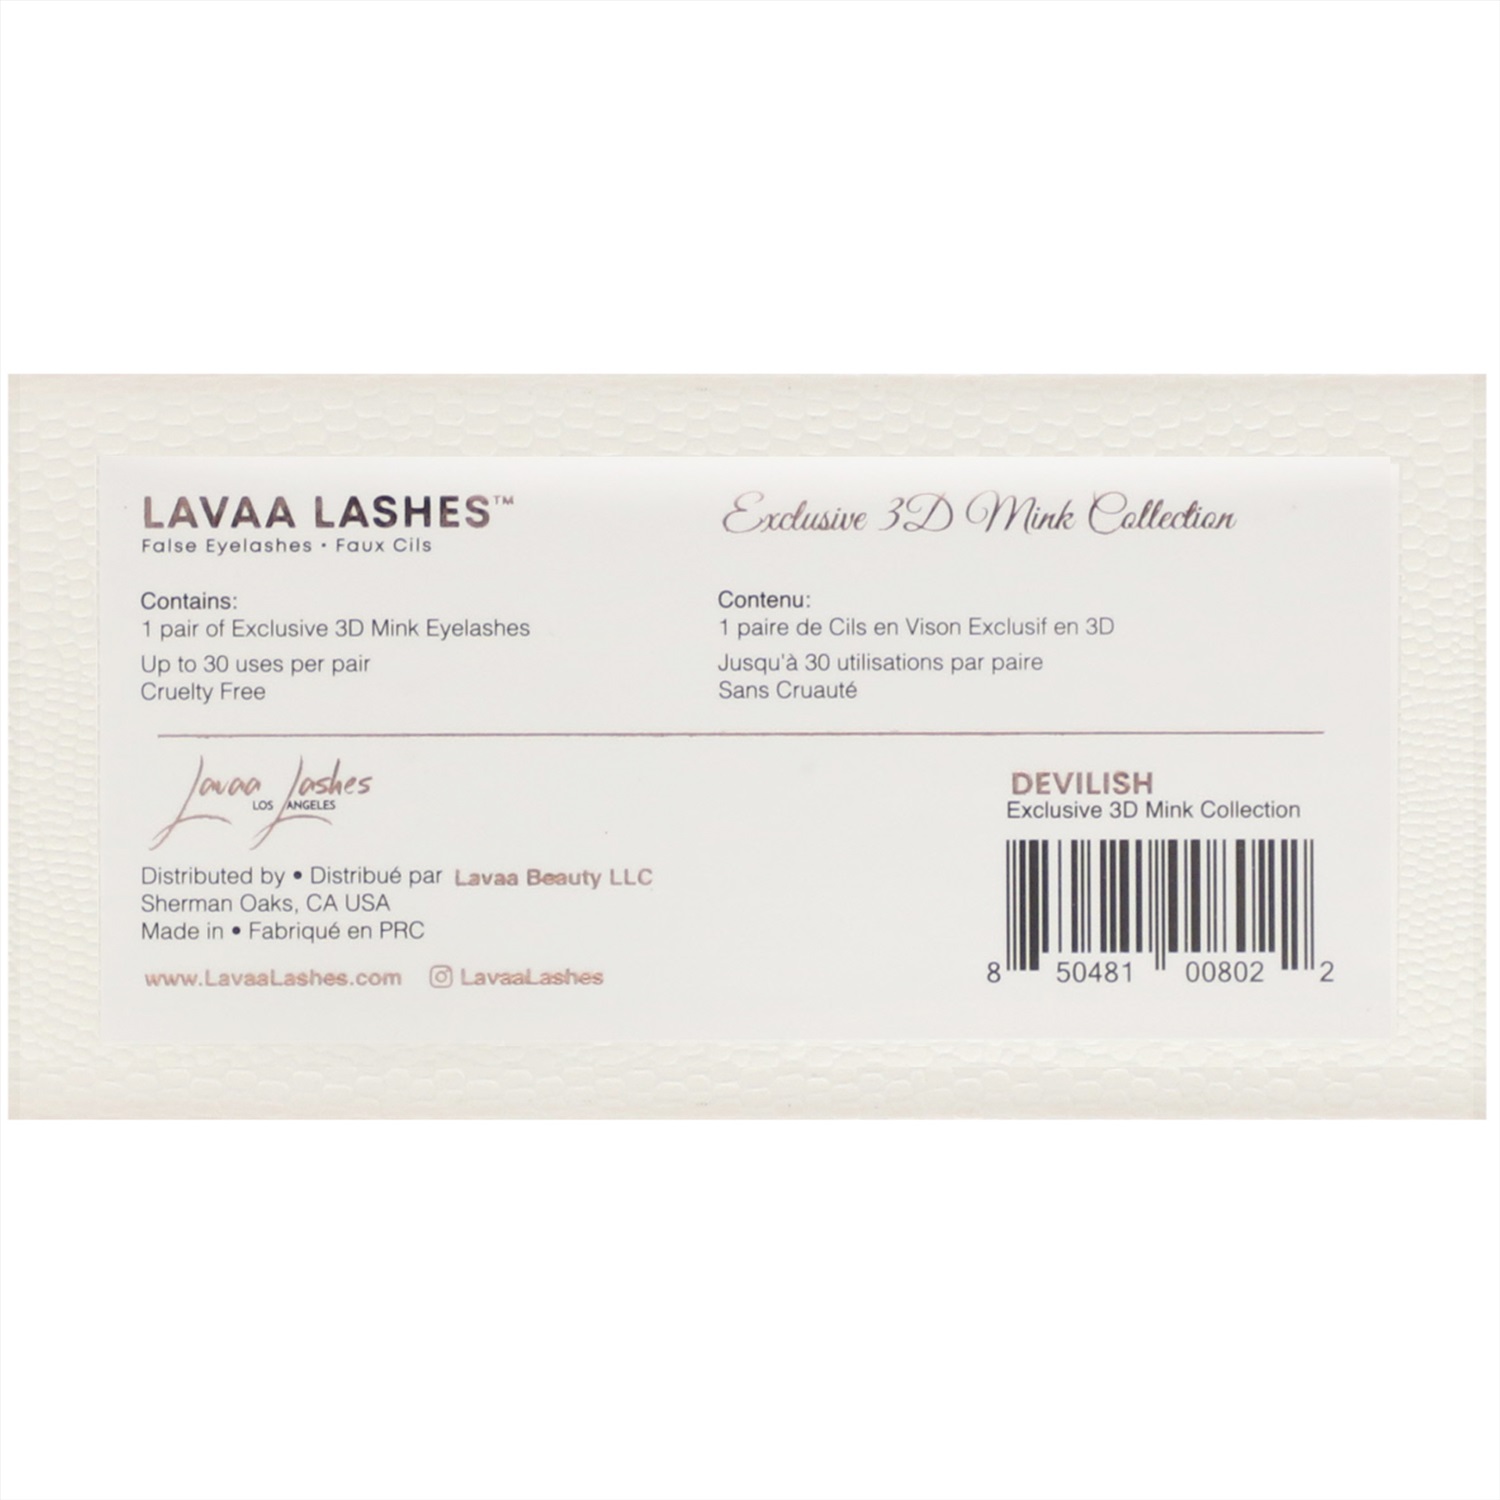 LAVAA LASHES™
False Eyelashes • Faux Cils
Exclusive 3D Mink Collection
Contains:
1 pair of Exclusive 3D Mink Eyelashes
Up to 30 uses per pair
Cruelty Free
Contenu:
1 paire de Cils en Vison Exclusif en 3D
Jusqu'à 30 utilisations par paire
Sans Cruauté
Lavaa Lashes
LOS ANGELES
Distributed by • Distribué par Lavaa Beauty LLC
Sherman Oaks, CA USA
Made in • Fabriqué en PRC
www.LavaaLashes.com LavaaLashes
DEVILISH
Exclusive 3D Mink Collection
8 50481 00802 2